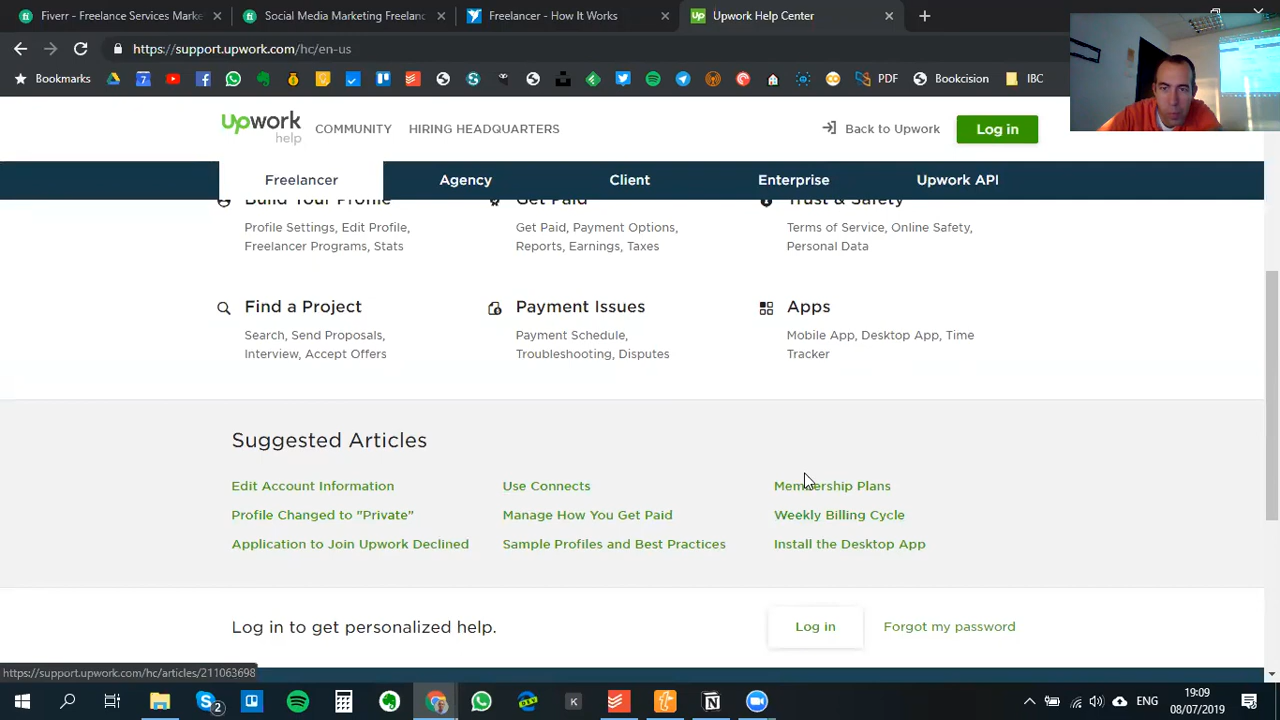 Fiverr - Freelance Services Marke
Social Media Marketing Freelanc
Freelancer - How It Works
Upwork Help Center
https://support.upwork.com/hc/en-us
Bookmarks
PDF
Bookcision
IBC
upwork
help
COMMUNITY
HIRING HEADQUARTERS
Back to Upwork
Log in
Freelancer
Agency
Client
Enterprise
Upwork API
Build Your Profile
Get Paid
Trust & Safety
Profile Settings, Edit Profile,
Freelancer Programs, Stats
Get Paid, Payment Options,
Reports, Earnings, Taxes
Terms of Service, Online Safety,
Personal Data
Find a Project
Search, Send Proposals,
Interview, Accept Offers
Payment Issues
Payment Schedule,
Troubleshooting, Disputes
Apps
Mobile App, Desktop App, Time
Tracker
Suggested Articles
Edit Account Information
Use Connects
Membership Plans
Profile Changed to "Private"
Manage How You Get Paid
Weekly Billing Cycle
Application to Join Upwork Declined
Sample Profiles and Best Practices
Install the Desktop App
Log in to get personalized help.
Log in
Forgot my password
https://support.upwork.com/hc/articles/211063698
ENG
19:09
08/07/2019